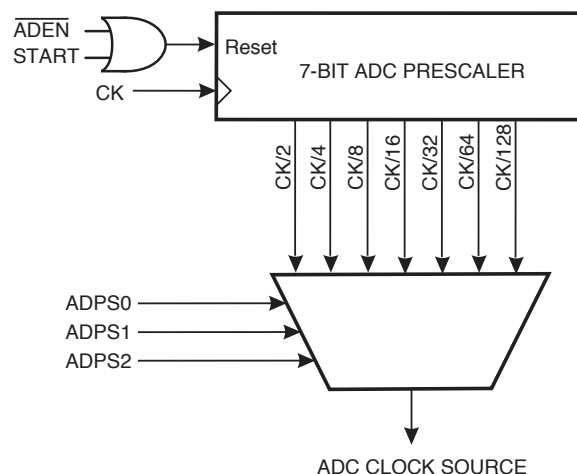 ADEN
START
Reset
7-BIT ADC PRESCALER
CK
CK/2
CK/4
CK/8
CK/16
CK/32
CK/64
CK/128
ADPS0
ADPS1
ADPS2
ADC CLOCK SOURCE